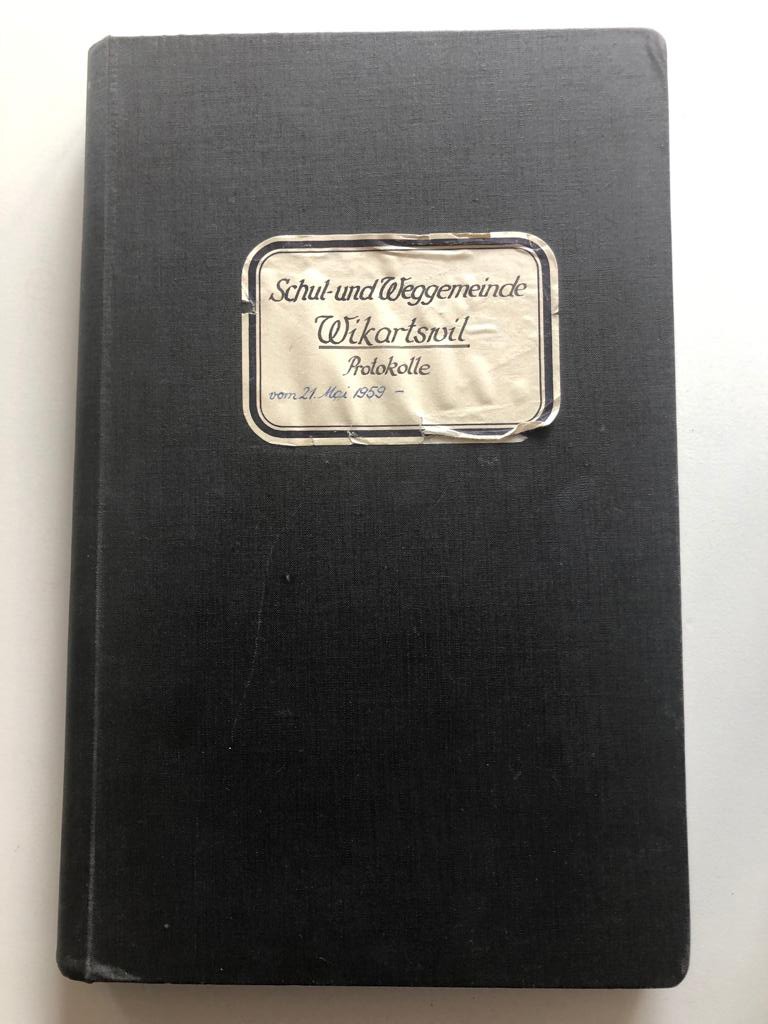 Schul- und Weggemeinde
Wikartswil
Protokolle
vom 21. Mai 1959 –